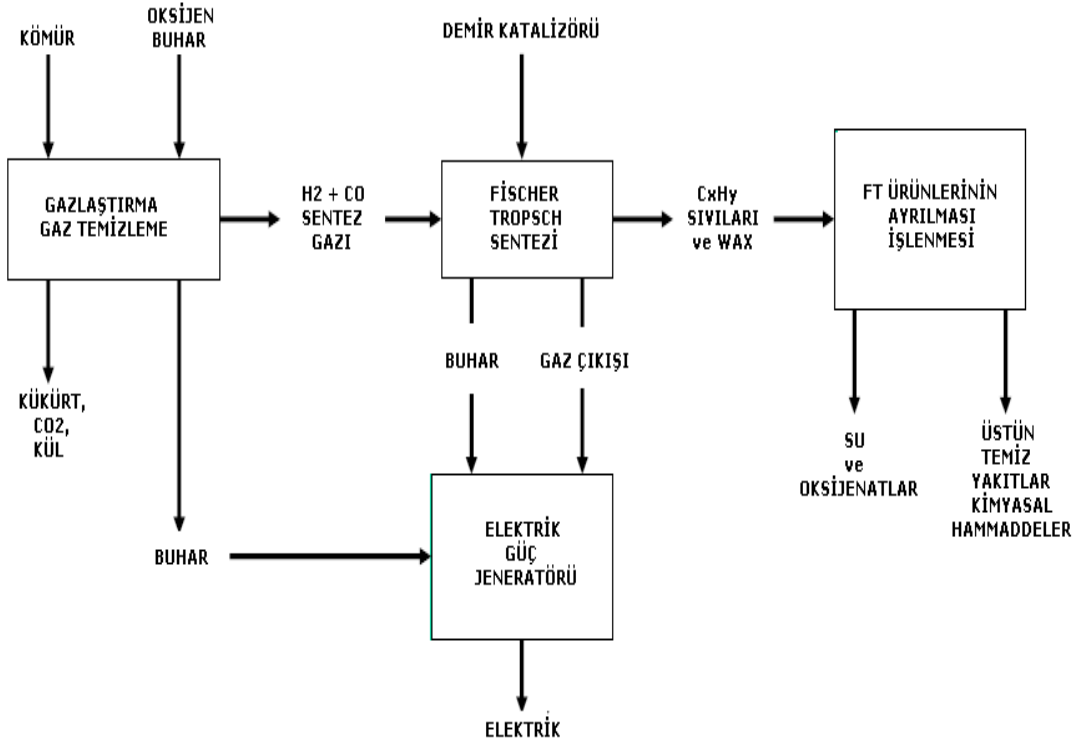 KÖMÜR
OKSİJEN
BUHAR
DEMİR KATALİZÖRÜ
GAZLAŞTIRMA
GAZ TEMİZLEME
H2 + CO
SENTEZ
GAZI
FİSCHER
TROPSCH
SENTEZİ
CxHy
SIVILARI
ve WAX
FT ÜRÜNLERİNİN
AYRILMASI
İŞLENMESİ
KÜKÜRT,
CO2,
KÜL
BUHAR
GAZ ÇIKIŞI
SU
ve
OKSİJENATLAR
ÜSTÜN
TEMİZ
YAKITLAR
KİMYASAL
HAMMADDELER
BUHAR
ELEKTRİK
GÜÇ
JENERATÖRÜ
ELEKTRİK